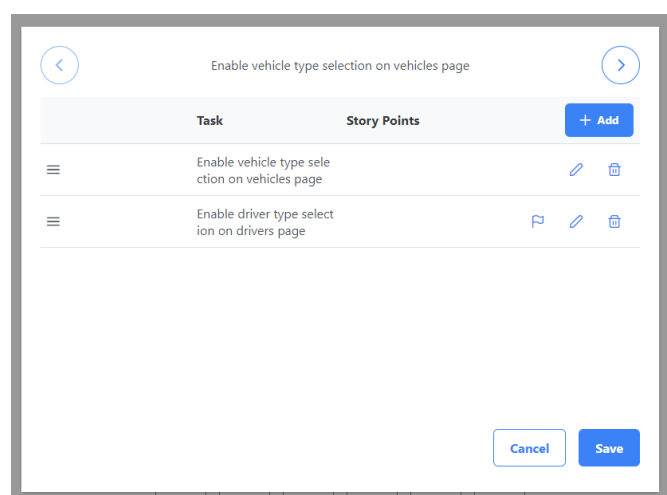 Enable vehicle type selection on vehicles page
Task Story Points + Add
Enable vehicle type sele
ction on vehicles page
Enable driver type select
ion on drivers page
Cancel Save